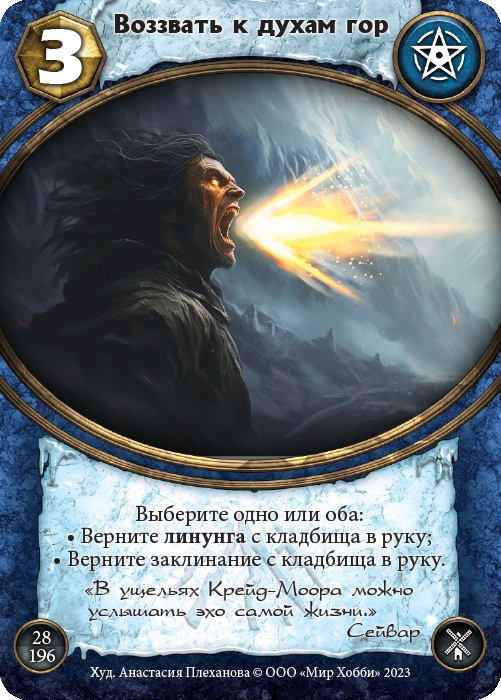 3
Воззвать к духам гор
Выберите одно или оба:
• Верните линунга с кладбища в руку;
• Верните заклинание с кладбища в руку.
«В ущельях Крейд-Моора можно
услышать эхо самой жизни.»
Сейвар
28
196
Худ. Анастасия Плеханова © ООО «Мир Хобби» 2023